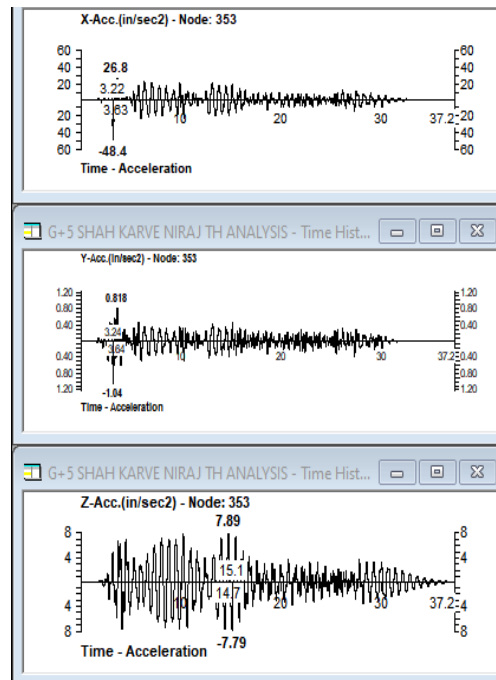 X-Acc.(in/sec2) - Node: 353
60 60
40 26.8 40
20 3.22 20
3.63 10 20 30 37.2
20 20
40 40
60 -48.4 60
Time - Acceleration
G+5 SHAH KARVE NIRAJ TH ANALYSIS - Time Hist...
Y-Acc.(in/sec2) - Node: 353
1.20 0.818 1.20
0.80 0.80
0.40 3.24 0.40
3.64 10 20 30 37.2
0.40 0.40
0.80 0.80
1.20 -1.04 1.20
Time - Acceleration
G+5 SHAH KARVE NIRAJ TH ANALYSIS - Time Hist...
Z-Acc.(in/sec2) - Node: 353
7.89
8 8
4 15.1 4
14.7 10 20 30 37.2
4 4
8 -7.79 8
Time - Acceleration